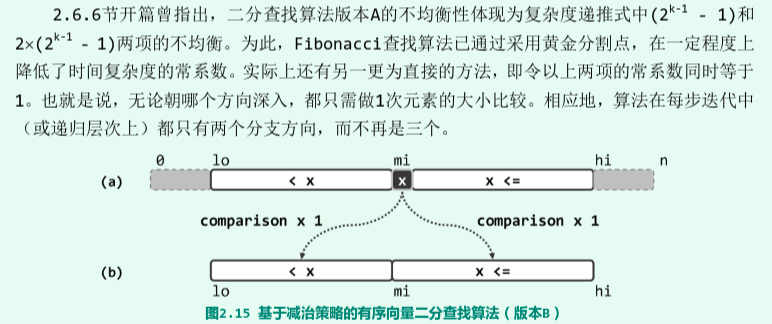 2.6.6节开篇曾指出，二分查找算法版本A的不均衡性体现为复杂度递推式中(2^k-1 - 1)和
2×(2^k-1 - 1)两项的不均衡。为此，Fibonacci查找算法已通过采用黄金分割点，在一定程度上
降低了时间复杂度的常系数。实际上还有另一更为直接的方法，即令以上两项的常系数同时等于
1。也就是说，无论朝哪个方向深入，都只需做1次元素的大小比较。相应地，算法在每步迭代中
（或递归层次上）都只有两个分支方向，而不再是三个。
0 lo mi hi n
(a) < x x x <=
comparison x 1 comparison x 1
(b) < x x <=
lo mi hi
图2.15 基于减治策略的有序向量二分查找算法（版本B）